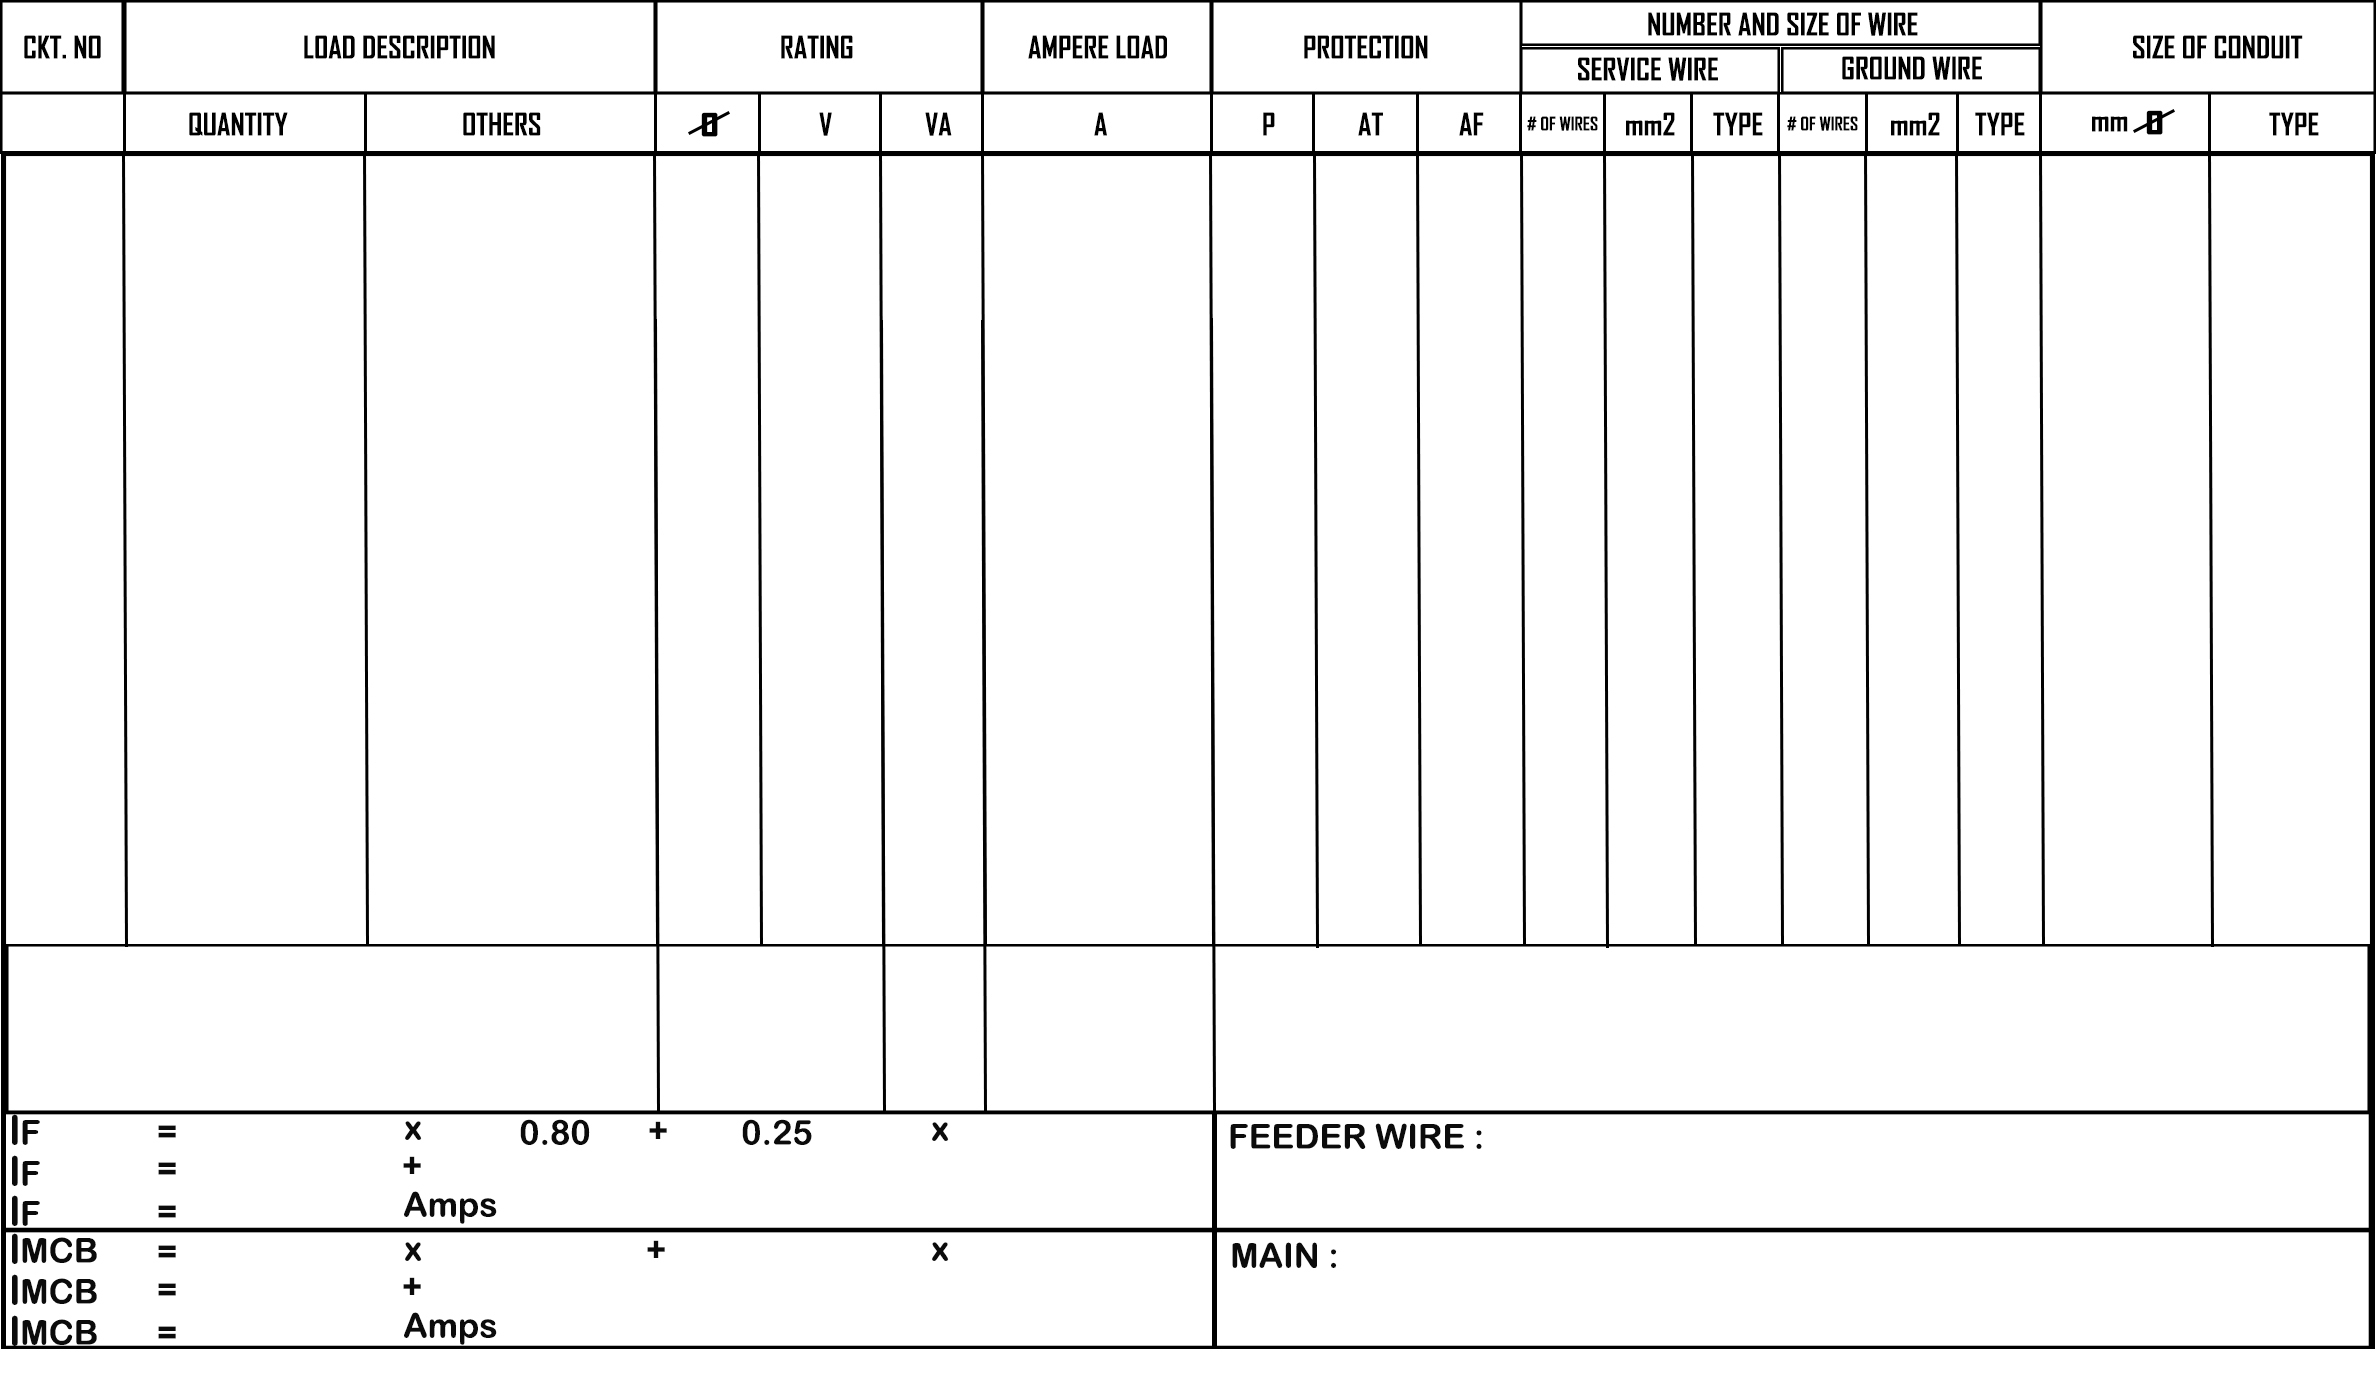 CKT. NO LOAD DESCRIPTION RATING AMPERE LOAD PROTECTION NUMBER AND SIZE OF WIRE SIZE OF CONDUIT
SERVICE WIRE GROUND WIRE
QUANTITY OTHERS Ø V VA A P AT AF # OF WIRES mm2 TYPE # OF WIRES mm2 TYPE mm Ø TYPE
IF = x 0.80 + 0.25 x
IF = +
IF = Amps
FEEDER WIRE :
IMCB = x + x
IMCB = +
IMCB = Amps
MAIN :